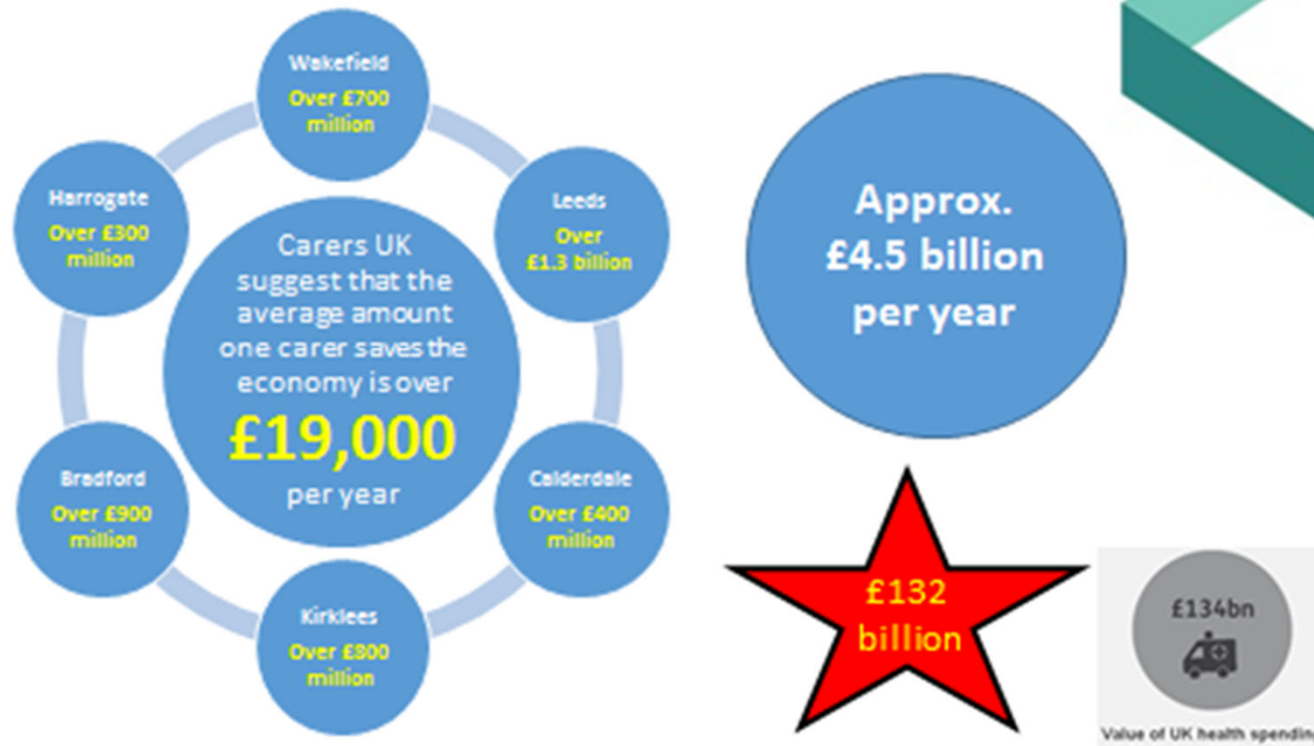 Wakefield
Over £700
million
Leeds
Over
£1.3 billion
Calderdale
Over £400
million
Kirklees
Over £800
million
Bradford
Over £900
million
Harrogate
Over £300
million
Carers UK
suggest that the
average amount
one carer saves the
economy is over
£19,000
per year
Approx.
£4.5 billion
per year
£132
billion
£134bn
Value of UK health spendin